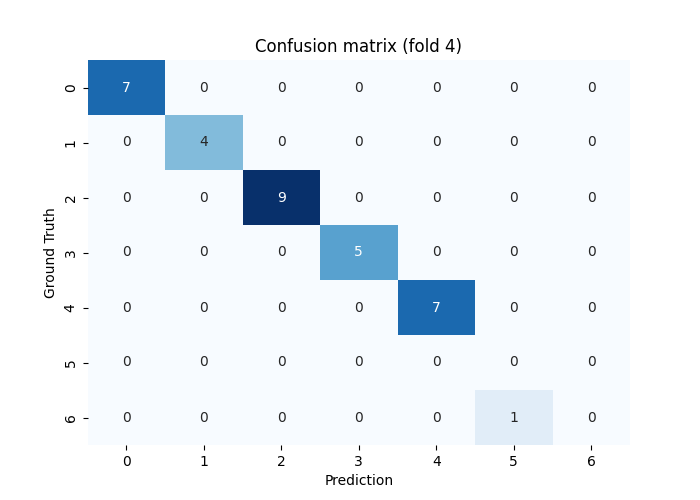 Confusion matrix (fold 4)
Ground Truth
0 7 0 0 0 0 0 0
1 0 4 0 0 0 0 0
2 0 0 9 0 0 0 0
3 0 0 0 5 0 0 0
4 0 0 0 0 7 0 0
5 0 0 0 0 0 0 0
6 0 0 0 0 0 1 0
0 1 2 3 4 5 6
Prediction